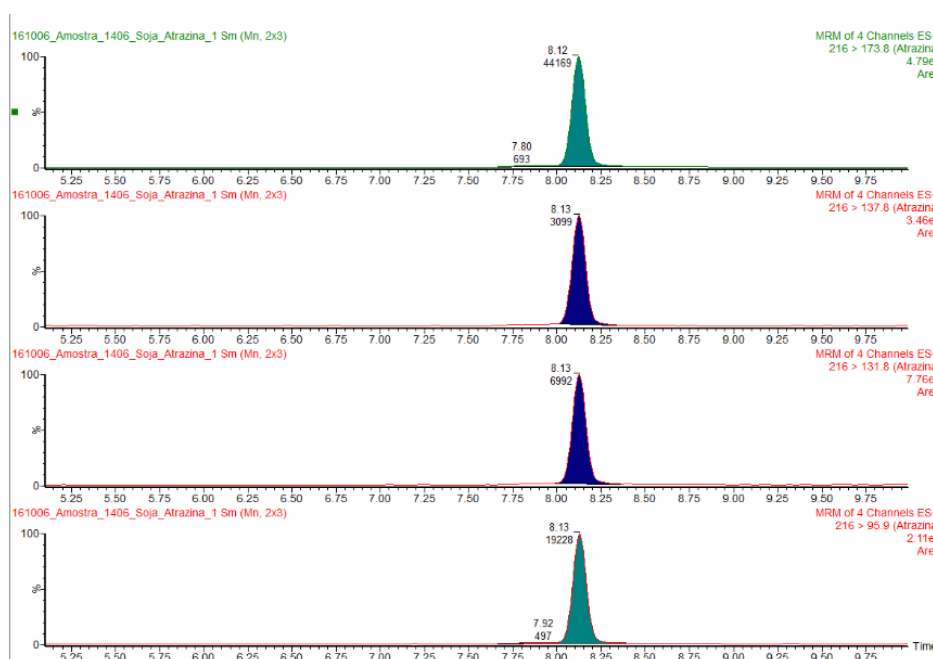 161006_Amostra_1406_Soja_Atrazina_1 Sm (Mn, 2x3)
MRM of 4 Channels ES-
216 > 173.8 (Atrazina
4.79e
Are
8.12
44169
7.80
693
100
%
0
5.25 5.50 5.75 6.00 6.25 6.50 6.75 7.00 7.25 7.50 7.75 8.00 8.25 8.50 8.75 9.00 9.25 9.50 9.75
161006_Amostra_1406_Soja_Atrazina_1 Sm (Mn, 2x3)
MRM of 4 Channels ES-
216 > 137.8 (Atrazina
3.46e
Are
8.13
3099
100
%
0
5.25 5.50 5.75 6.00 6.25 6.50 6.75 7.00 7.25 7.50 7.75 8.00 8.25 8.50 8.75 9.00 9.25 9.50 9.75
161006_Amostra_1406_Soja_Atrazina_1 Sm (Mn, 2x3)
MRM of 4 Channels ES-
216 > 131.8 (Atrazina
7.76e
Are
8.13
6992
100
%
0
5.25 5.50 5.75 6.00 6.25 6.50 6.75 7.00 7.25 7.50 7.75 8.00 8.25 8.50 8.75 9.00 9.25 9.50 9.75
161006_Amostra_1406_Soja_Atrazina_1 Sm (Mn, 2x3)
MRM of 4 Channels ES-
216 > 95.9 (Atrazina
2.11e
Are
8.13
19228
7.92
497
100
%
0
Time
5.25 5.50 5.75 6.00 6.25 6.50 6.75 7.00 7.25 7.50 7.75 8.00 8.25 8.50 8.75 9.00 9.25 9.50 9.75